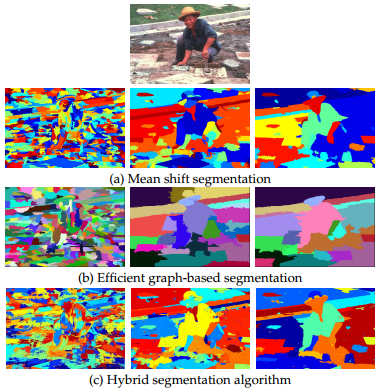 (a) Mean shift segmentation
(b) Efficient graph-based segmentation
(c) Hybrid segmentation algorithm